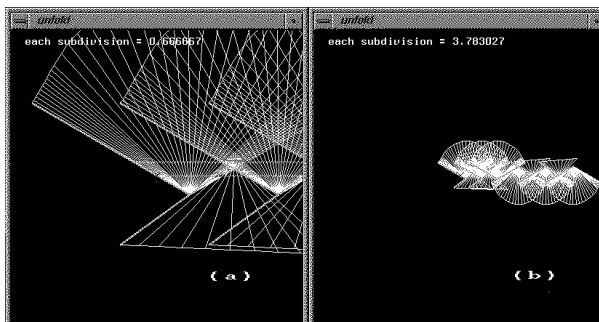 unfold
each subdivision = 0.666667
( a )
unfold
each subdivision = 3.783027
( b )